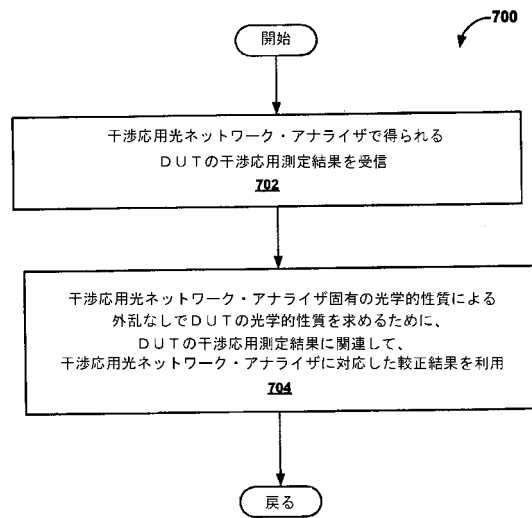 700
開始
干渉応用光ネットワーク・アナライザで得られる
DUTの干渉応用測定結果を受信
702
干渉応用光ネットワーク・アナライザ固有の光学的性質による
外乱なしでDUTの光学的性質を求めるために、
DUTの干渉応用測定結果に関連して、
干渉応用光ネットワーク・アナライザに対応した較正結果を利用
704
戻る